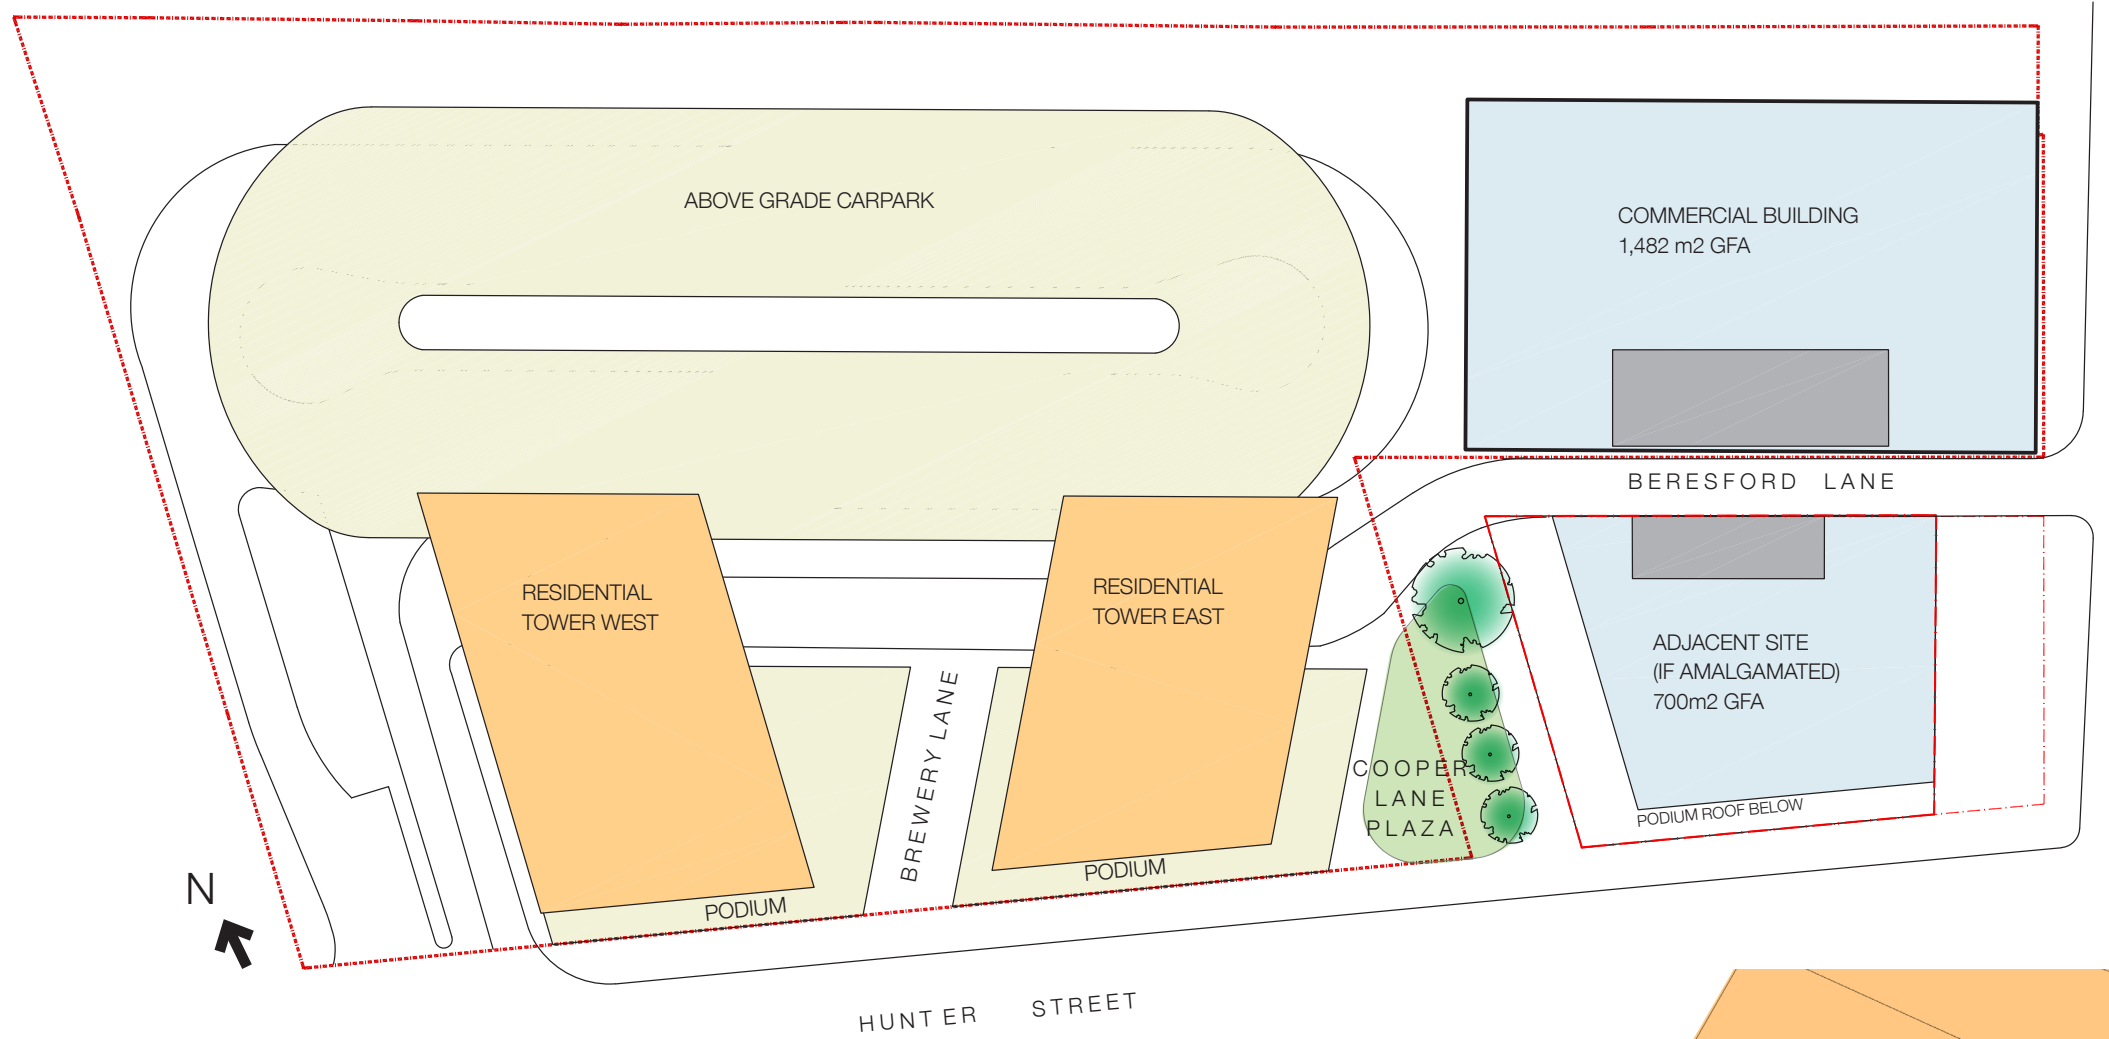 ABOVE GRADE CARPARK
COMMERCIAL BUILDING
1,482 m2 GFA
BERESFORD LANE
RESIDENTIAL
TOWER WEST
RESIDENTIAL
TOWER EAST
ADJACENT SITE
(IF AMALGAMATED)
700m2 GFA
PODIUM ROOF BELOW
BREWERY LANE
COOPER
LANE
PLAZA
PODIUM
PODIUM
N
HUNTER STREET